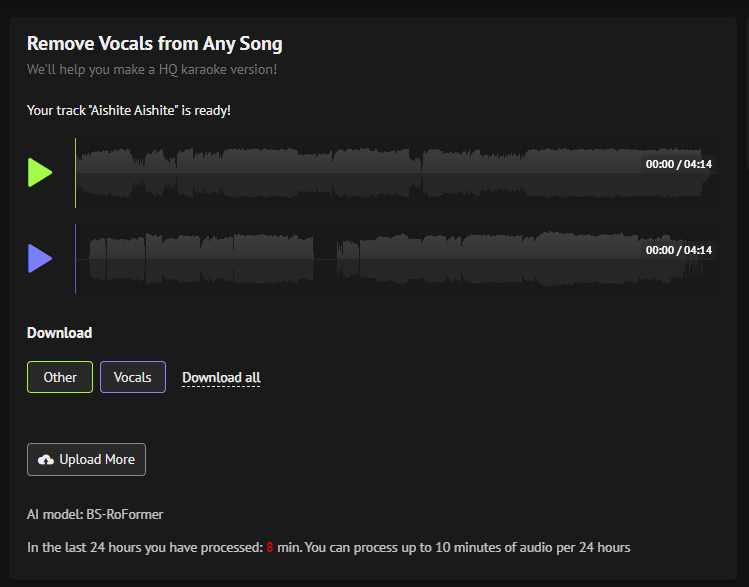 Remove Vocals from Any Song
We'll help you make a HQ karaoke version!
Your track "Aishite Aishite" is ready!
00:00 / 04:14
00:00 / 04:14
Download
Other
Vocals
Download all
Upload More
AI model: BS-RoFormer
In the last 24 hours you have processed: 8 min. You can process up to 10 minutes of audio per 24 hours